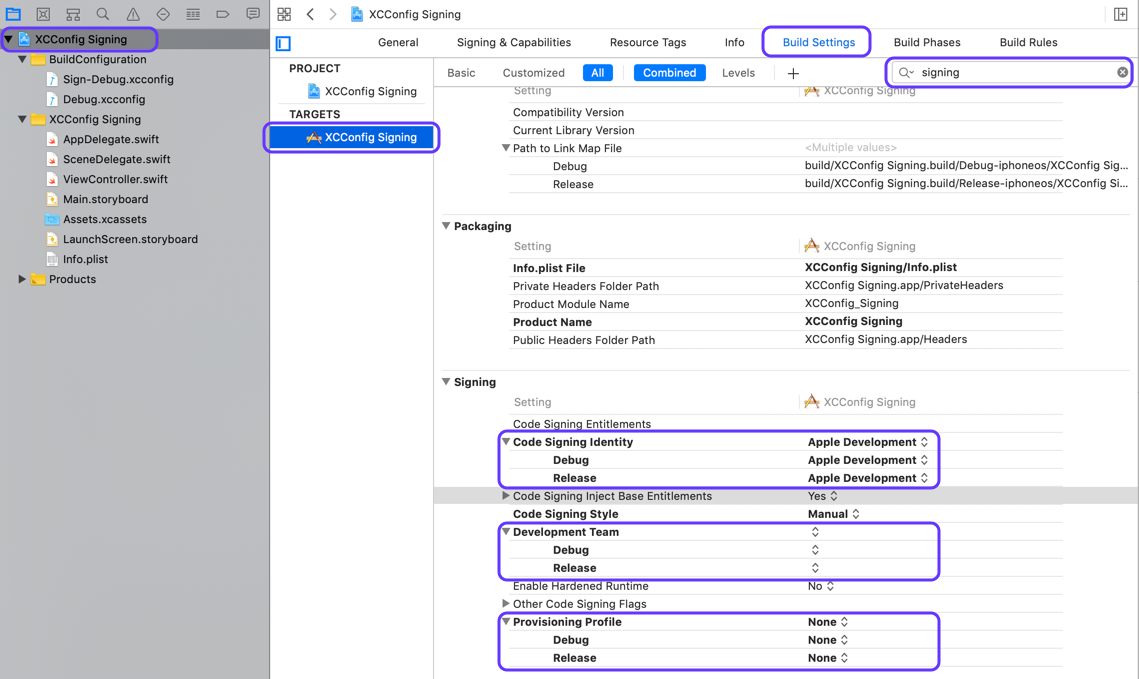 XCConfig Signing
BuildConfiguration
Sign-Debug.xcconfig
Debug.xcconfig
XCConfig Signing
AppDelegate.swift
SceneDelegate.swift
ViewController.swift
Main.storyboard
Assets.xcassets
LaunchScreen.storyboard
Info.plist
Products
XCConfig Signing
General Signing & Capabilities Resource Tags Info Build Settings Build Phases Build Rules
PROJECT
XCConfig Signing
TARGETS
XCConfig Signing
Basic Customized All Combined Levels + signing
Setting XCConfig Signing
Compatibility Version
Current Library Version
Path to Link Map File <Multiple values>
Debug build/XCConfig Signing.build/Debug-iphoneos/XCConfig Sig...
Release build/XCConfig Signing.build/Release-iphoneos/XCConfig Si...
Packaging
Setting XCConfig Signing
Info.plist File XCConfig Signing/Info.plist
Private Headers Folder Path XCConfig Signing.app/PrivateHeaders
Product Module Name XCConfig_Signing
Product Name XCConfig Signing
Public Headers Folder Path XCConfig Signing.app/Headers
Signing
Setting XCConfig Signing
Code Signing Entitlements
Code Signing Identity Apple Development
Debug Apple Development
Release Apple Development
Code Signing Inject Base Entitlements Yes
Code Signing Style Manual
Development Team
Debug
Release
Enable Hardened Runtime No
Other Code Signing Flags
Provisioning Profile None
Debug None
Release None